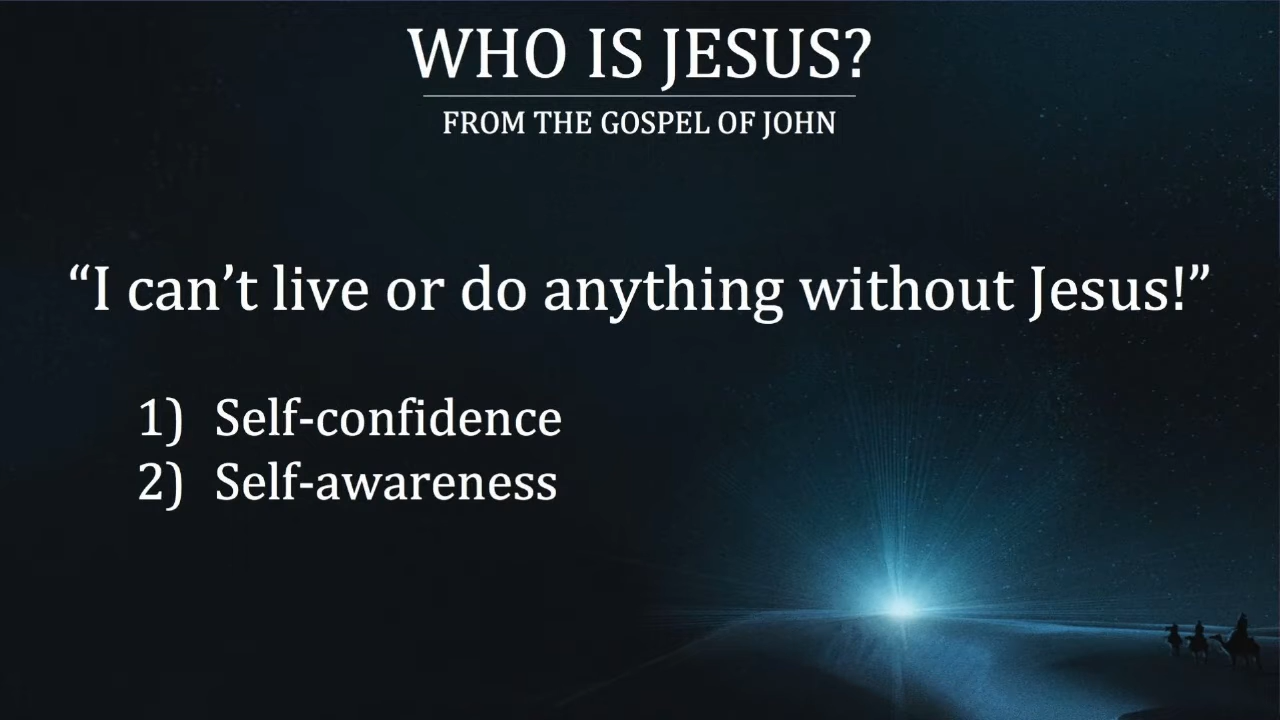 WHO IS JESUS?
FROM THE GOSPEL OF JOHN
“I can’t live or do anything without Jesus!”
1) Self-confidence
2) Self-awareness